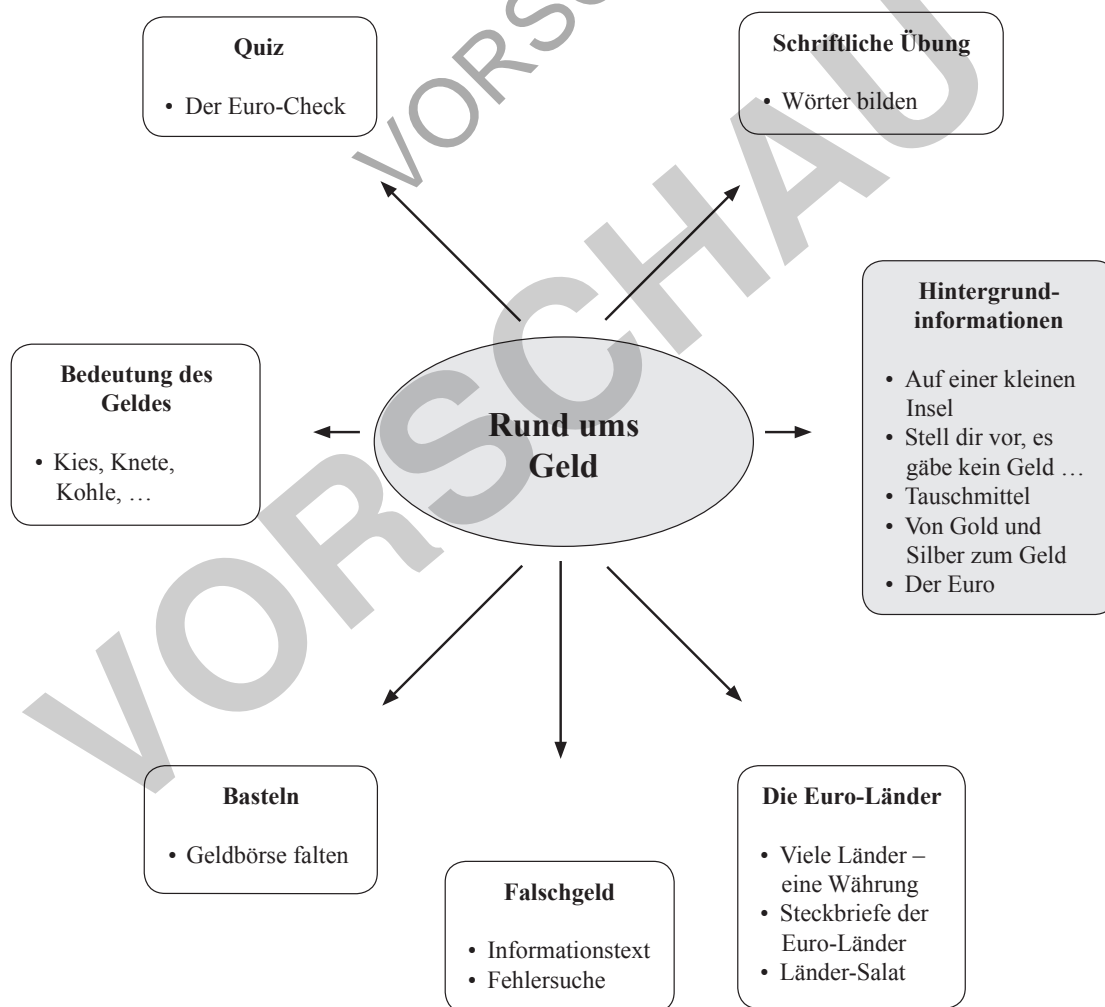 Quiz
• Der Euro-Check
Schriftliche Übung
• Wörter bilden
Hintergrund-
informationen
• Auf einer kleinen
Insel
• Stell dir vor, es
gäbe kein Geld …
• Tauschmittel
• Von Gold und
Silber zum Geld
• Der Euro
Bedeutung des
Geldes
• Kies, Knete,
Kohle, …
Rund ums
Geld
Basteln
• Geldbörse falten
Falschgeld
• Informationstext
• Fehlersuche
Die Euro-Länder
• Viele Länder –
eine Währung
• Steckbriefe der
Euro-Länder
• Länder-Salat
VORSCHAU
VORSC